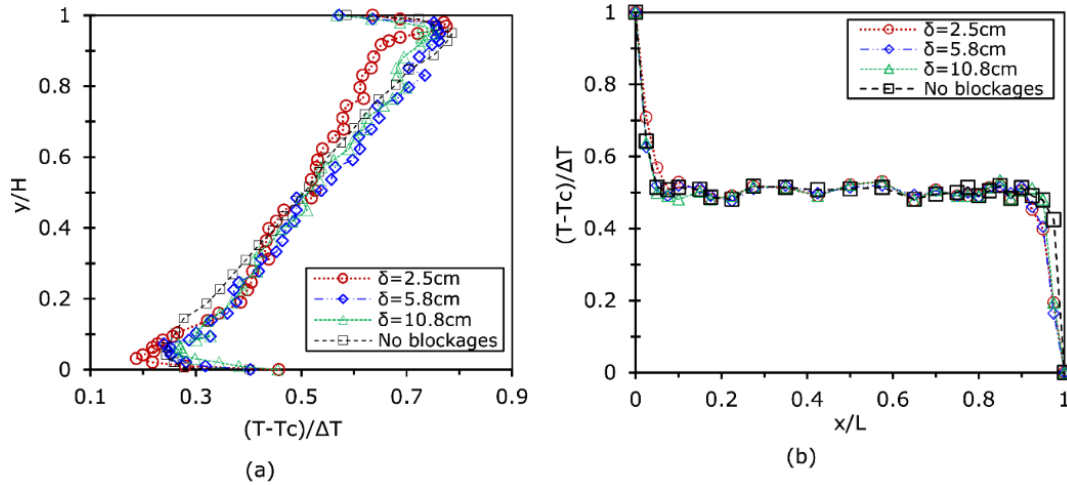 1
0.8
0.6
0.4
0.2
0
y/H
δ=2.5cm
δ=5.8cm
δ=10.8cm
No blockages
0.1 0.3 0.5 0.7 0.9
(T-Tc)/ΔT
(a)
1
0.8
0.6
0.4
0.2
0
(T-Tc)/ΔT
δ=2.5cm
δ=5.8cm
δ=10.8cm
No blockages
0 0.2 0.4 0.6 0.8 1
x/L
(b)